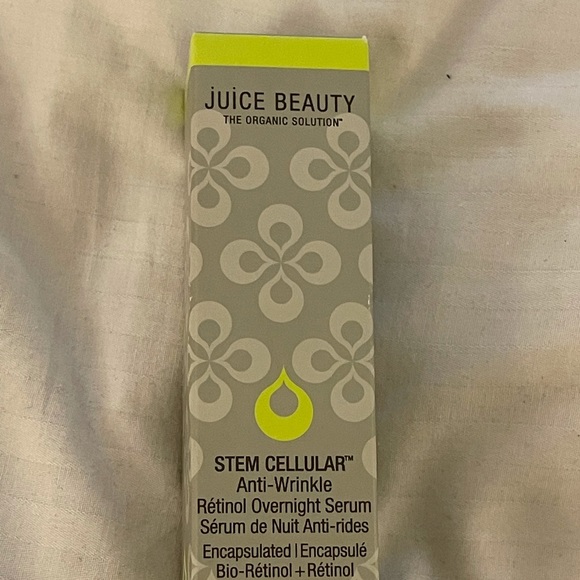 juice BEAUTY
THE ORGANIC SOLUTION™
STEM CELLULAR™
Anti-Wrinkle
Rétinol Overnight Serum
Sérum de Nuit Anti-rides
Encapsulated | Encapsulé
Bio-Rétinol + Rétinol